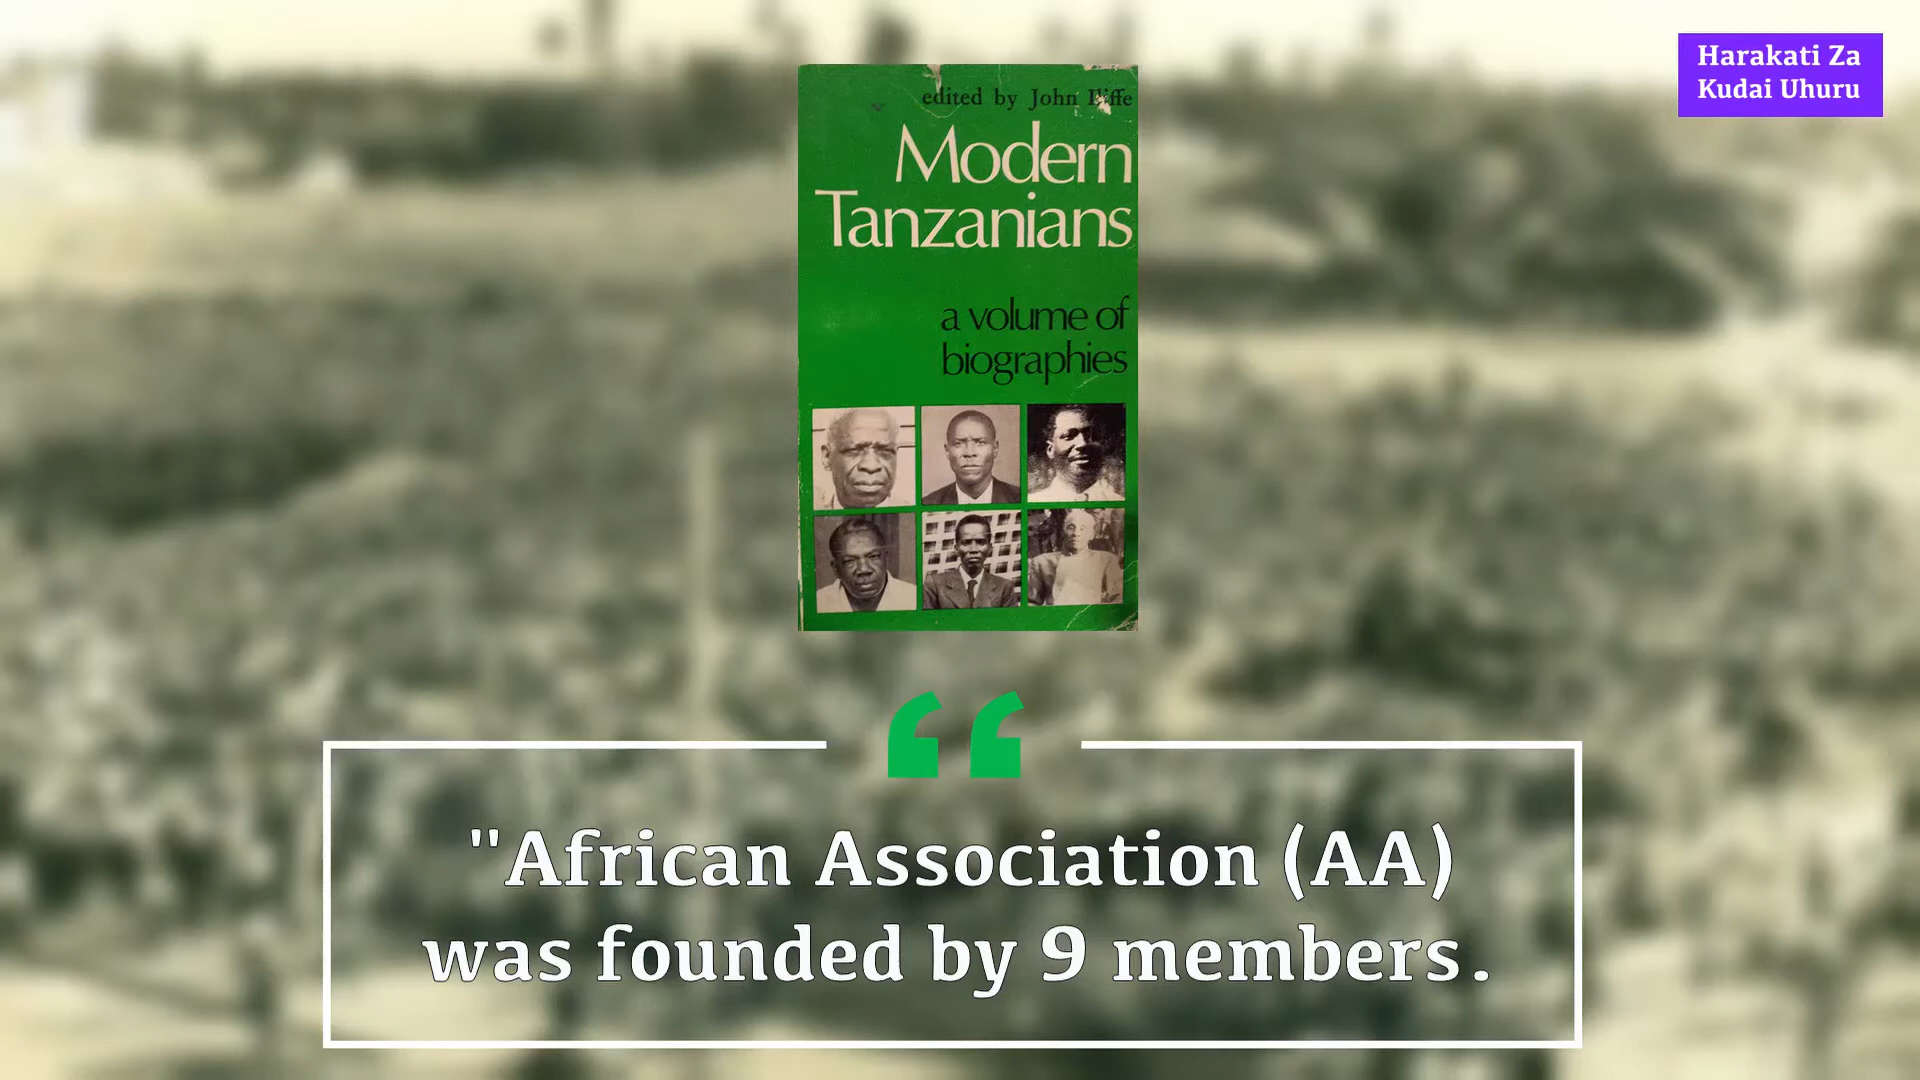 Harakati Za
Kudai Uhuru
edited by John Iliffe
Modern
Tanzanians
a volume of
biographies
"African Association (AA)
was founded by 9 members.